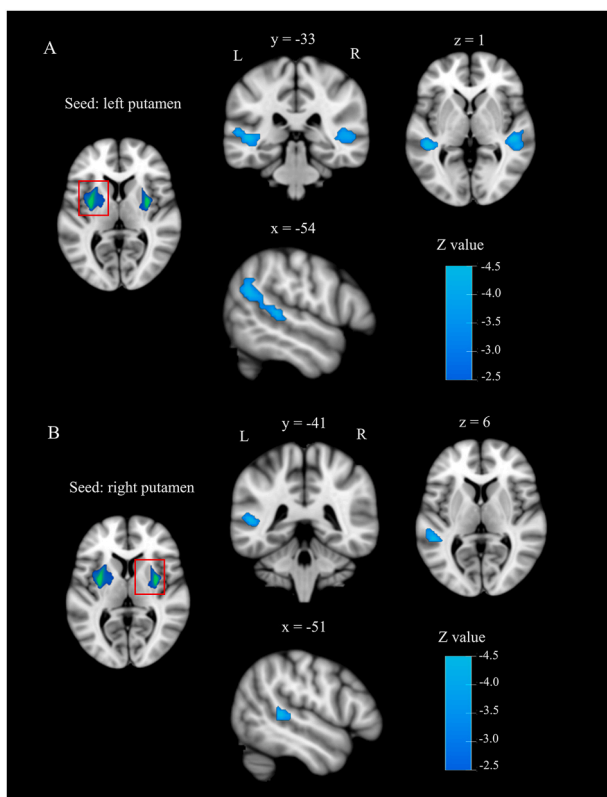 A
y = -33
z = 1
L
R
Seed: left putamen
x = -54
Z value
-4.5
-4.0
-3.5
-3.0
-2.5
B
y = -41
z = 6
L
R
Seed: right putamen
x = -51
Z value
-4.5
-4.0
-3.5
-3.0
-2.5